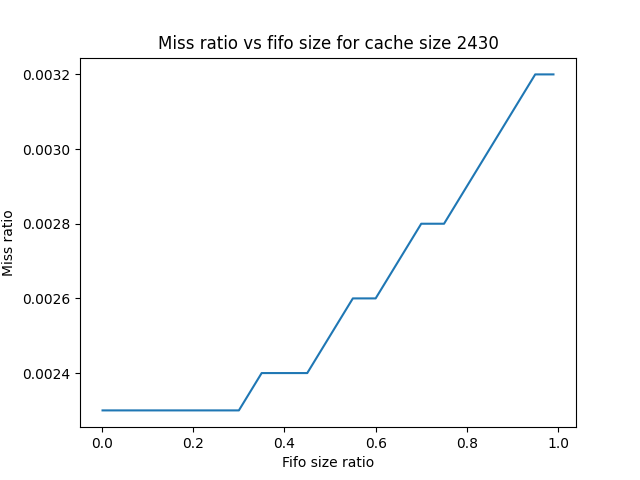 Miss ratio vs fifo size for cache size 2430
0.0032
0.0030
0.0028
0.0026
0.0024
Miss ratio
0.0 0.2 0.4 0.6 0.8 1.0
Fifo size ratio